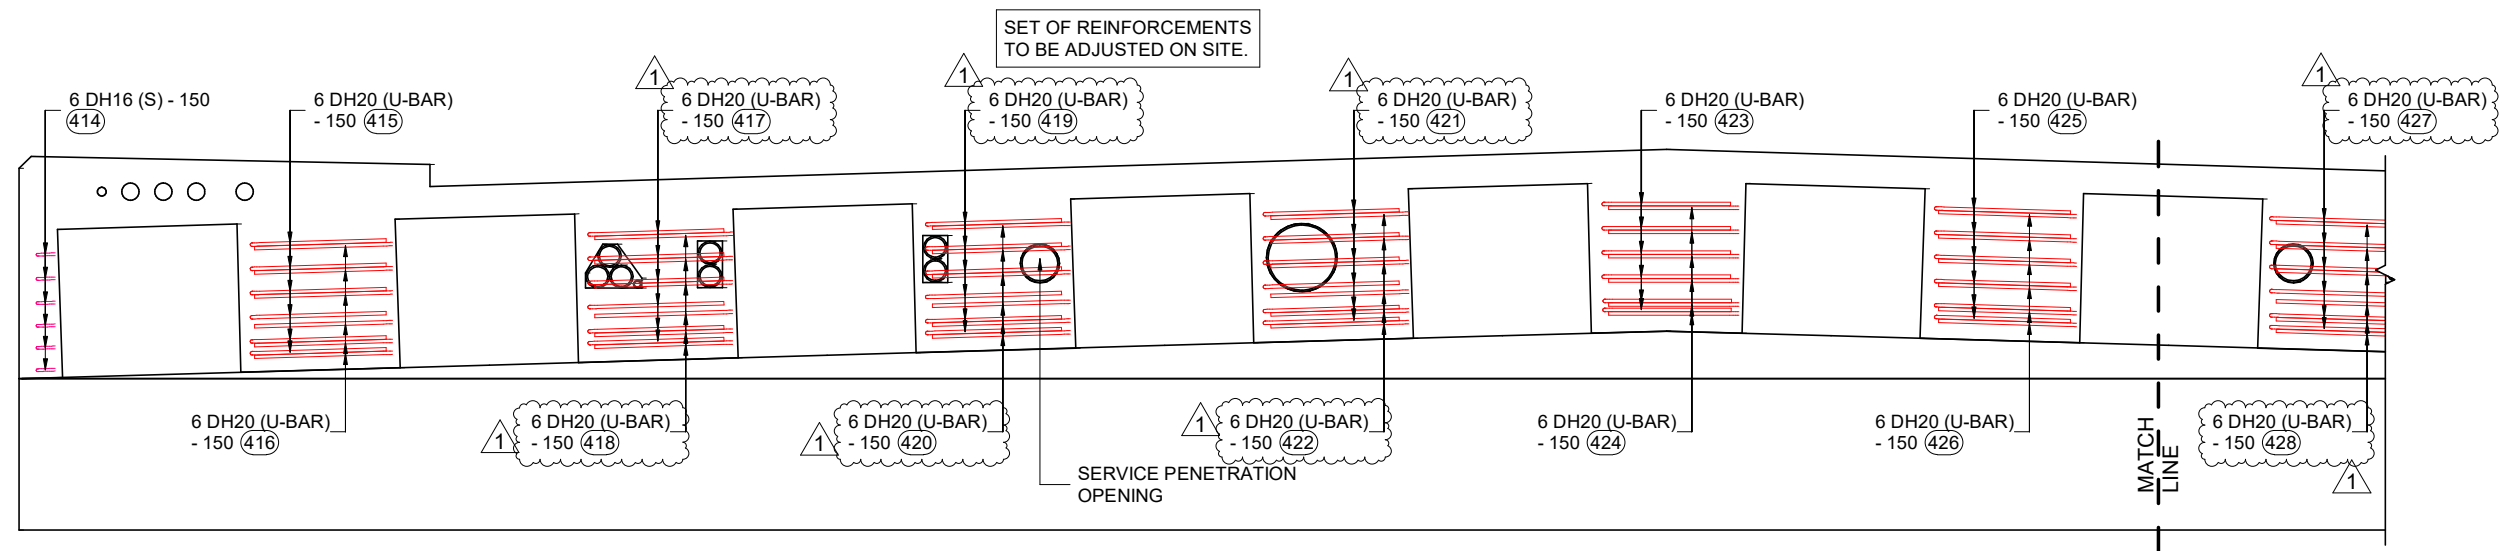 SET OF REINFORCEMENTS
TO BE ADJUSTED ON SITE.
6 DH16 (S) - 150
414
6 DH20 (U-BAR)
- 150 415
1
6 DH20 (U-BAR)
- 150 417
1
6 DH20 (U-BAR)
- 150 419
1
6 DH20 (U-BAR)
- 150 421
6 DH20 (U-BAR)
- 150 423
6 DH20 (U-BAR)
- 150 425
1
6 DH20 (U-BAR)
- 150 427
6 DH20 (U-BAR)
- 150 416
1
6 DH20 (U-BAR)
- 150 418
1
6 DH20 (U-BAR)
- 150 420
SERVICE PENETRATION
OPENING
1
6 DH20 (U-BAR)
- 150 422
6 DH20 (U-BAR)
- 150 424
6 DH20 (U-BAR)
- 150 426
MATCH
LINE
6 DH20 (U-BAR)
- 150 428
1